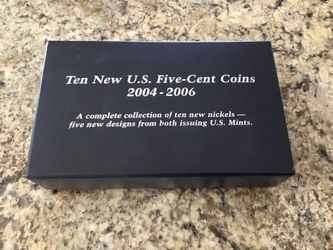 Ten New U.S. Five-Cent Coins
2004-2006
A complete collection of ten new nickels —
five new designs from both issuing U.S. Mints.